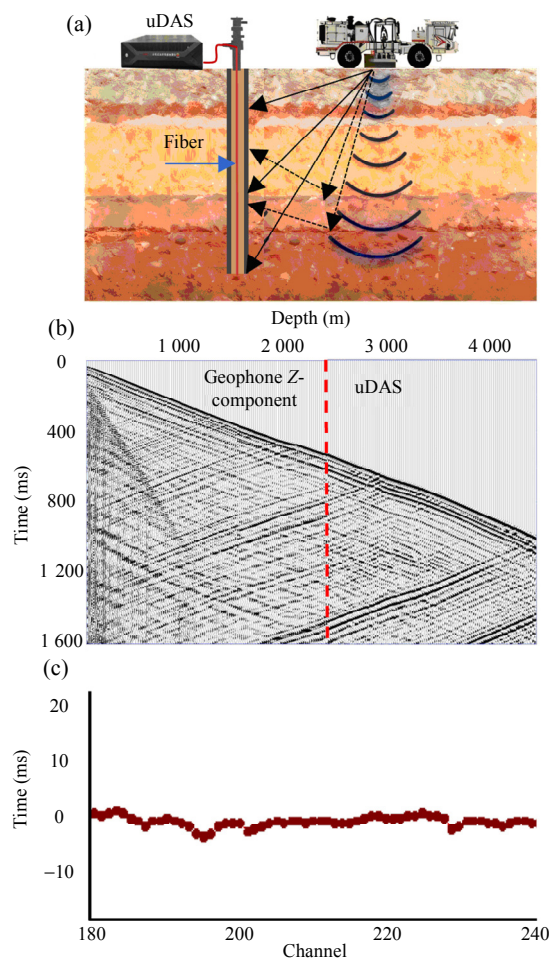 (a)
uDAS
Fiber
(b)
Depth (m)
1 000 2 000 3 000 4 000
0
400
800
1 200
1 600
Time (ms)
Geophone Z-
component
uDAS
(c)
20
10
0
−10
Time (ms)
180 200 220 240
Channel